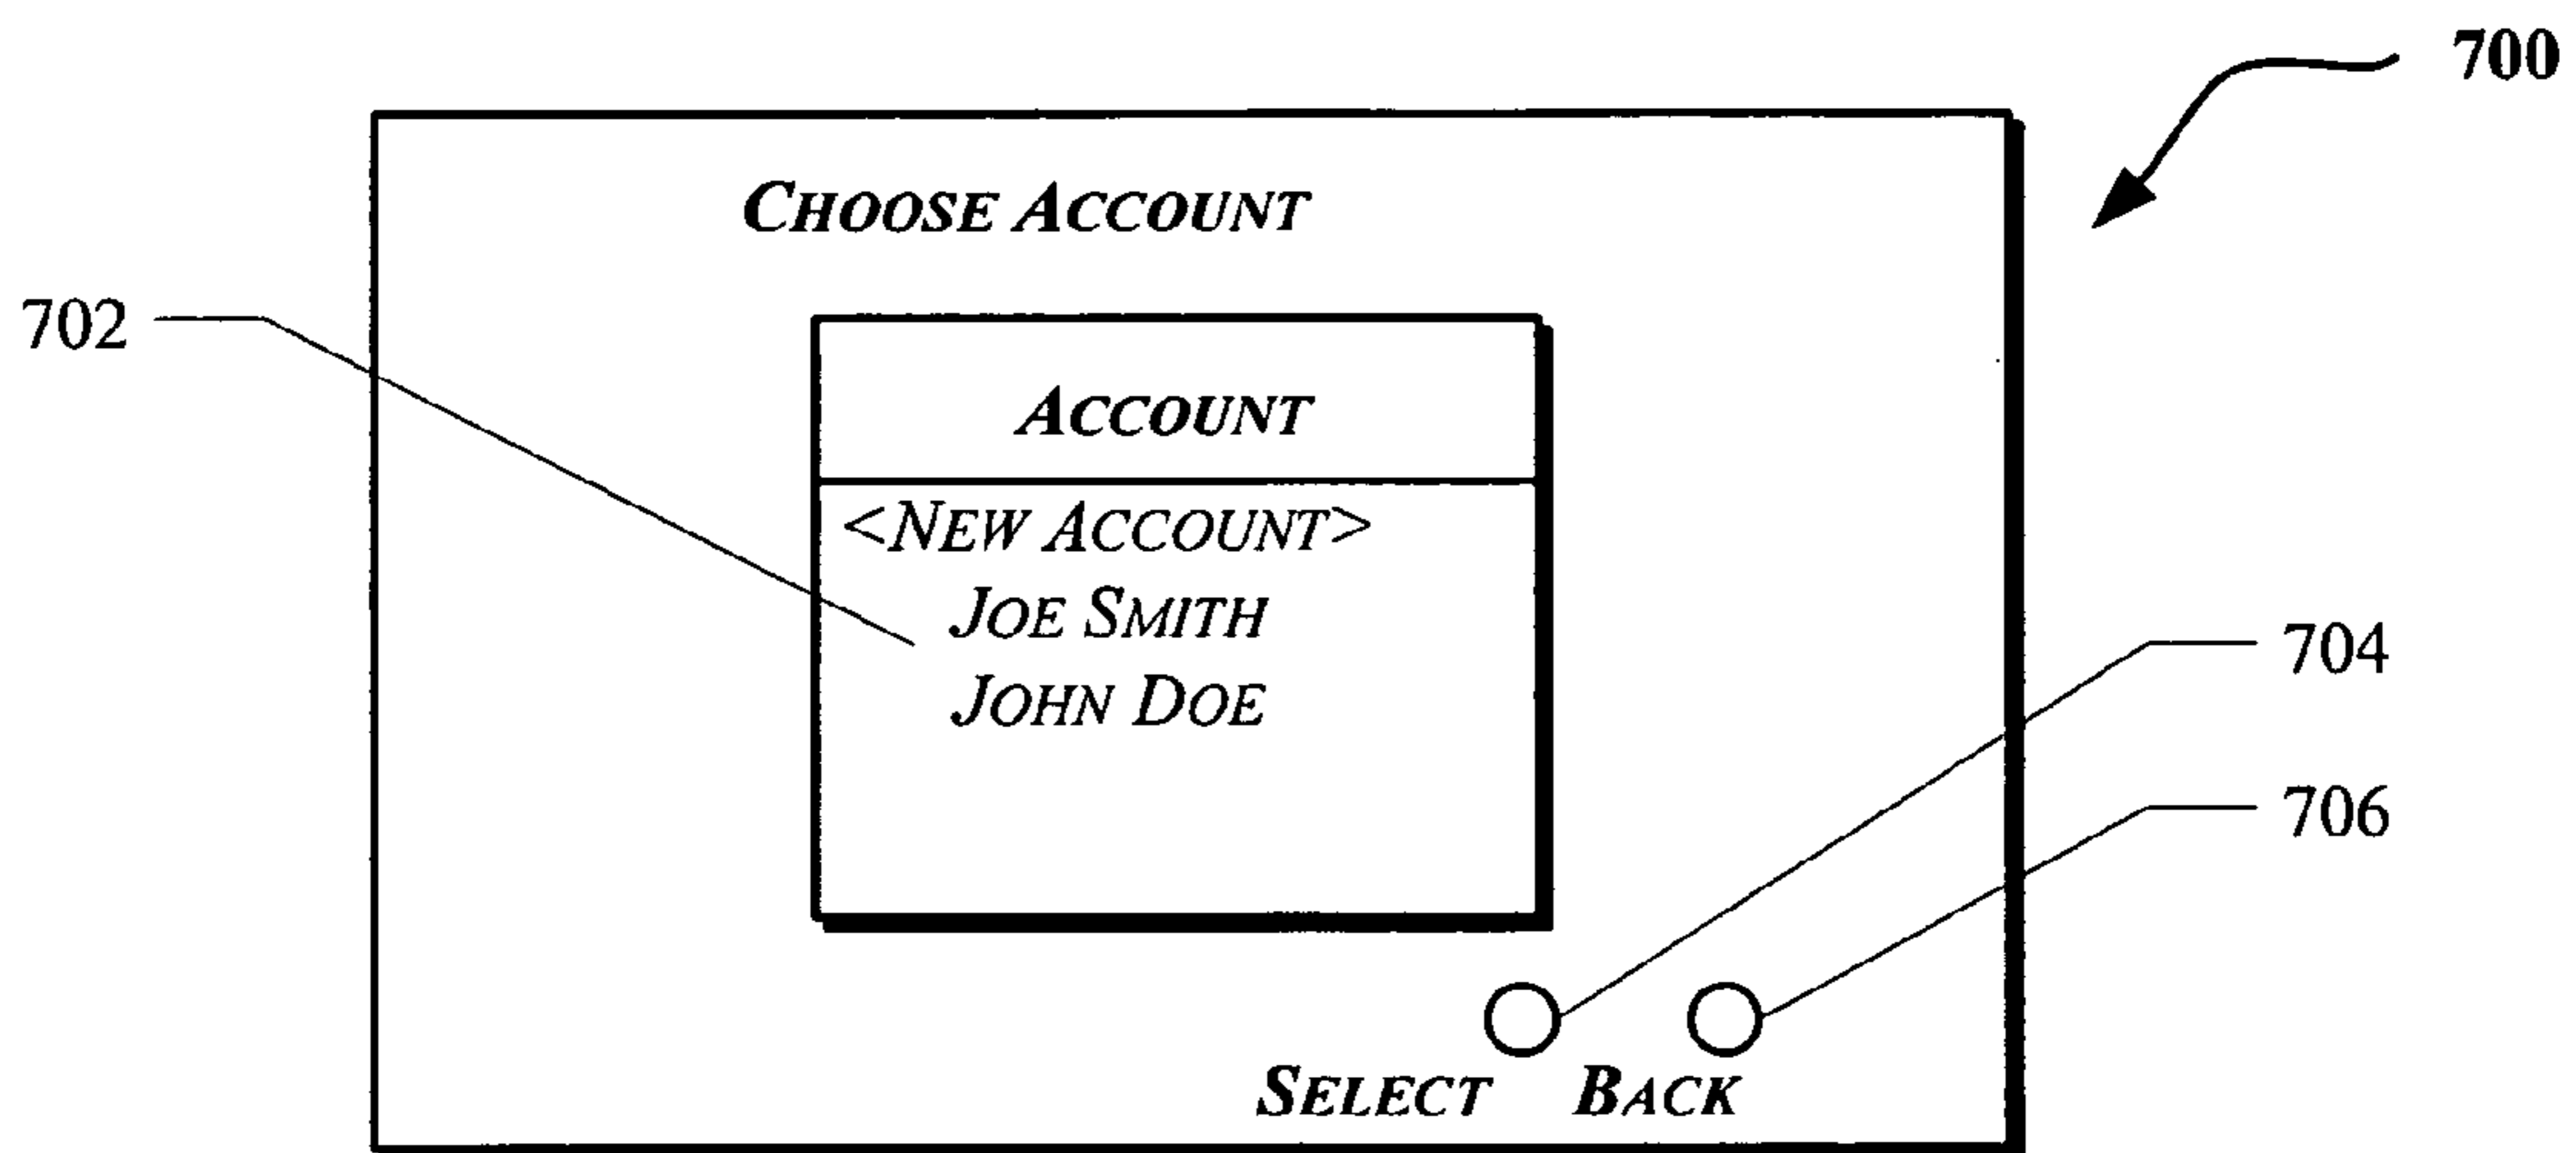 700
CHOOSE ACCOUNT
702
ACCOUNT
<NEW ACCOUNT>
JOE SMITH
JOHN DOE
704
706
SELECT BACK